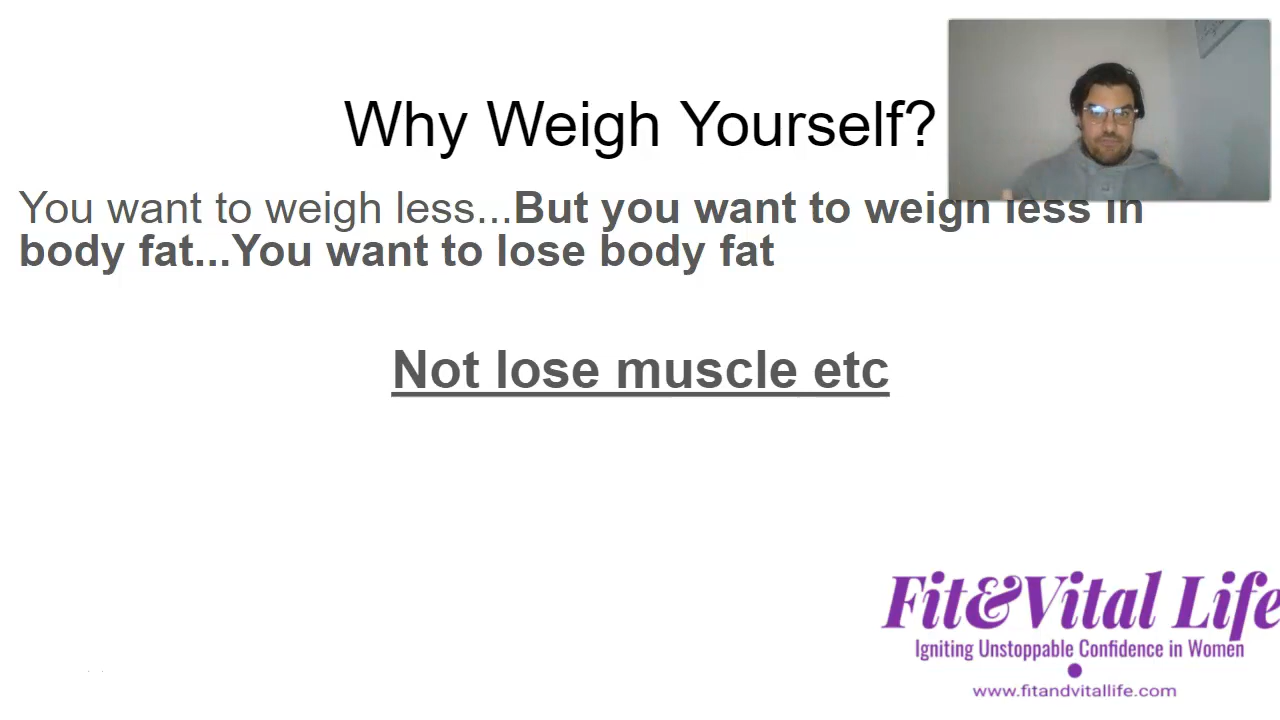 Why Weigh Yourself?
You want to weigh less...But you want to weigh less in
body fat...You want to lose body fat
Not lose muscle etc
Fit&Vital Life
Igniting Unstoppable Confidence in Women
www.fitandvitallife.com